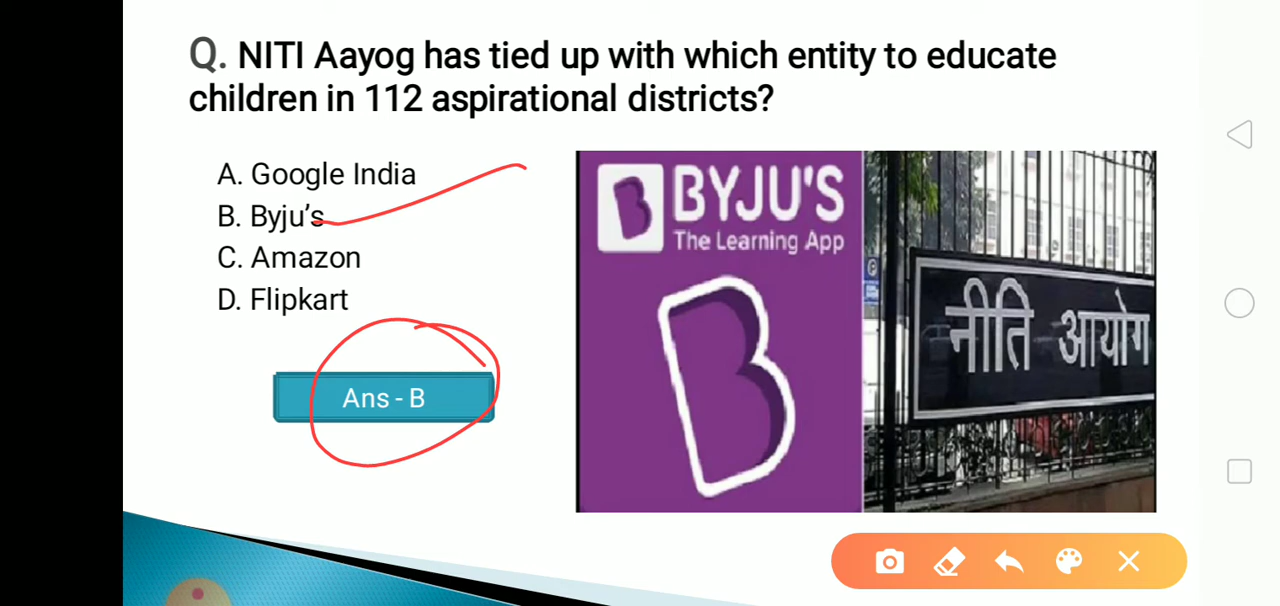 Q. NITI Aayog has tied up with which entity to educate
children in 112 aspirational districts?
A. Google India
B. Byju’s
C. Amazon
D. Flipkart
Ans - B
BYJU'S
The Learning App
नीति आयोग